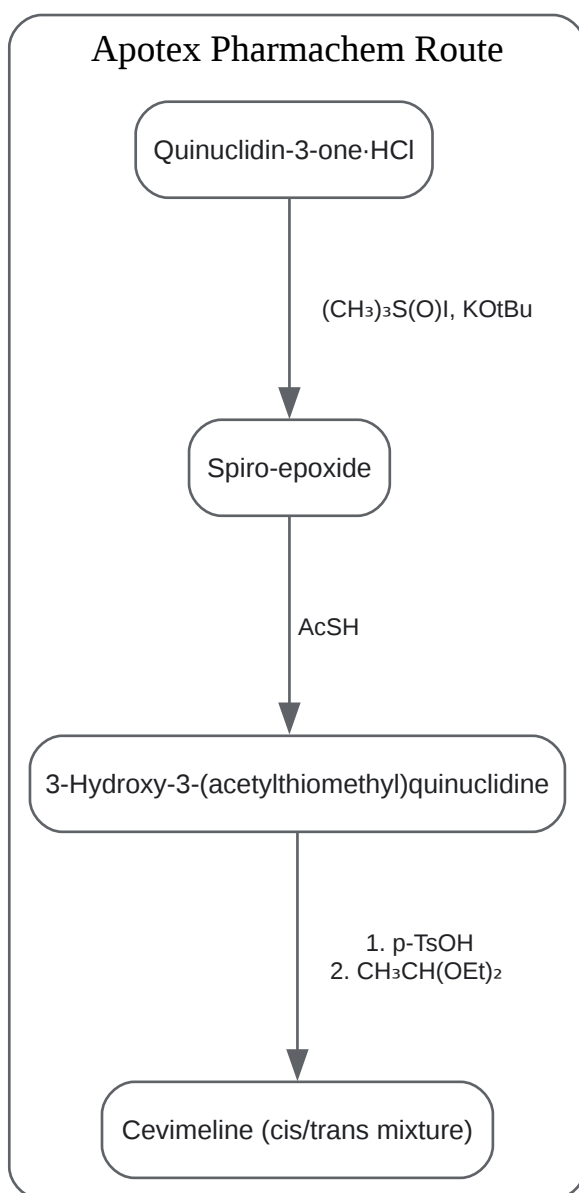 Apotex Pharmachem Route
Quinuclidin-3-one·HCl
(CH₃)₃S(O)I, KOtBu
Spiro-epoxide
AcSH
3-Hydroxy-3-(acetylthiomethyl)quinuclidine
1. p-TsOH
2. CH₃CH(OEt)₂
Cevimeline (cis/trans mixture)